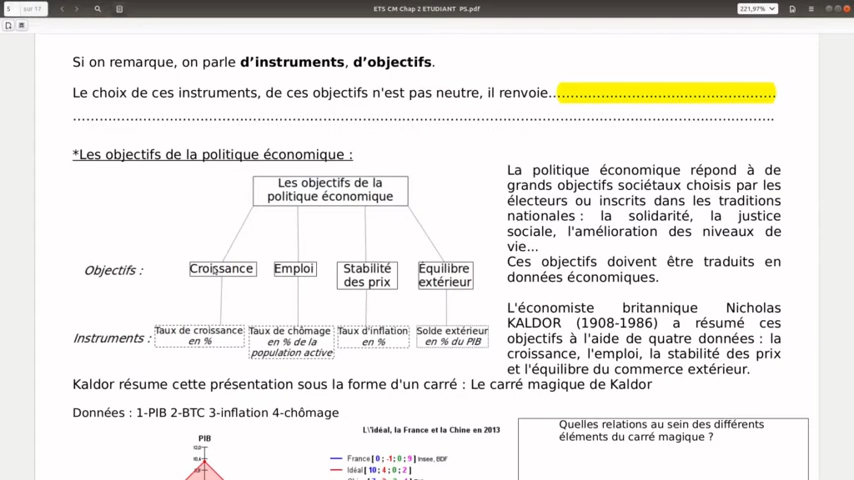 5
sur 17
ETS CM Chap 2 ETUDIANT PS.pdf
221,97%
Si on remarque, on parle d'instruments, d'objectifs.
Le choix de ces instruments, de ces objectifs n'est pas neutre, il renvoie...........................................................
.......................................................................................................................................................
*Les objectifs de la politique économique :
Les objectifs de la
politique économique
Objectifs :
Croissance
Emploi
Stabilité
des prix
Équilibre
extérieur
Instruments :
Taux de croissance
en %
Taux de chômage
en % de la
population active
Taux d'inflation
en %
Solde extérieur
en % du PIB
La politique économique répond à de
grands objectifs sociétaux choisis par les
électeurs ou inscrits dans les traditions
nationales : la solidarité, la justice
sociale, l'amélioration des niveaux de
vie...
Ces objectifs doivent être traduits en
données économiques.
L'économiste britannique Nicholas
KALDOR (1908-1986) a résumé ces
objectifs à l'aide de quatre données : la
croissance, l'emploi, la stabilité des prix
et l'équilibre du commerce extérieur.
Kaldor résume cette présentation sous la forme d'un carré : Le carré magique de Kaldor
Données : 1-PIB 2-BTC 3-inflation 4-chômage
L\'idéal, la France et la Chine en 2013
PIB
France [ 0 ; -1; 0 ; 9 ] Insee, BDF
Idéal [ 10; 4 ; 0 ; 2 ]
Quelles relations au sein des différents
éléments du carré magique ?